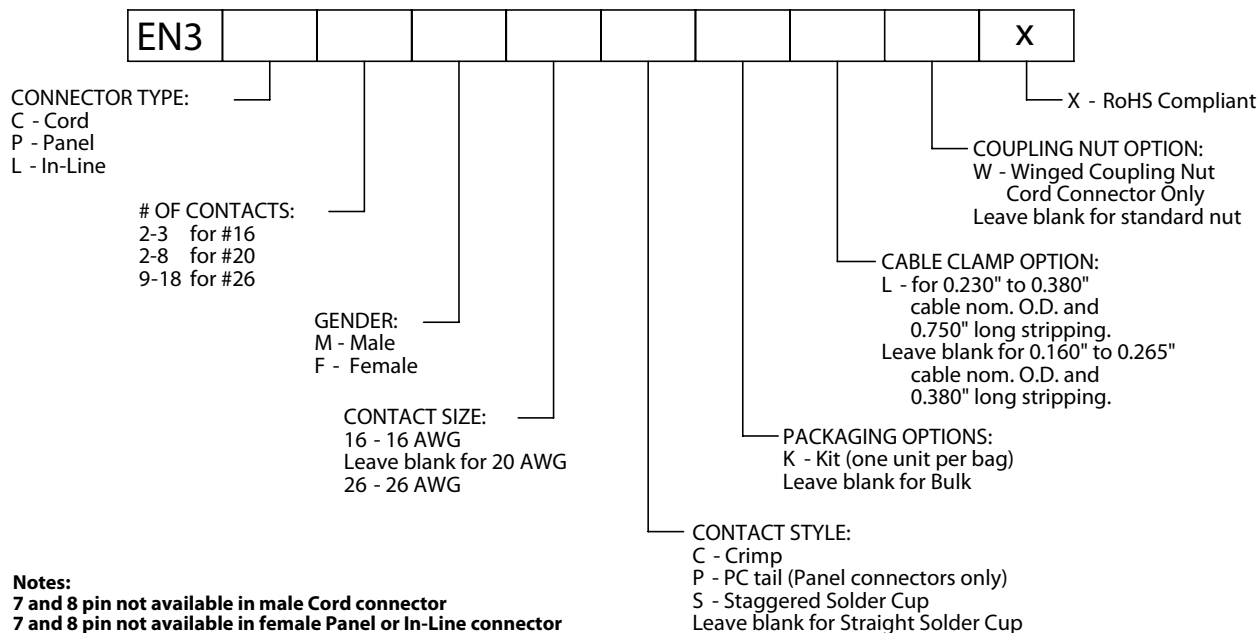 EN3 X
CONNECTOR TYPE:
C - Cord
P - Panel
L - In-Line
X - RoHS Compliant
COUPLING NUT OPTION:
W - Winged Coupling Nut
Cord Connector Only
Leave blank for standard nut
# OF CONTACTS:
2-3 for #16
2-8 for #20
9-18 for #26
CABLE CLAMP OPTION:
L - for 0.230" to 0.380"
cable nom. O.D. and
0.750" long stripping.
Leave blank for 0.160" to 0.265"
cable nom. O.D. and
0.380" long stripping.
GENDER:
M - Male
F - Female
CONTACT SIZE:
16 - 16 AWG
Leave blank for 20 AWG
26 - 26 AWG
PACKAGING OPTIONS:
K - Kit (one unit per bag)
Leave blank for Bulk
CONTACT STYLE:
C - Crimp
P - PC tail (Panel connectors only)
S - Staggered Solder Cup
Leave blank for Straight Solder Cup
Notes:
7 and 8 pin not available in male Cord connector
7 and 8 pin not available in female Panel or In-Line connector